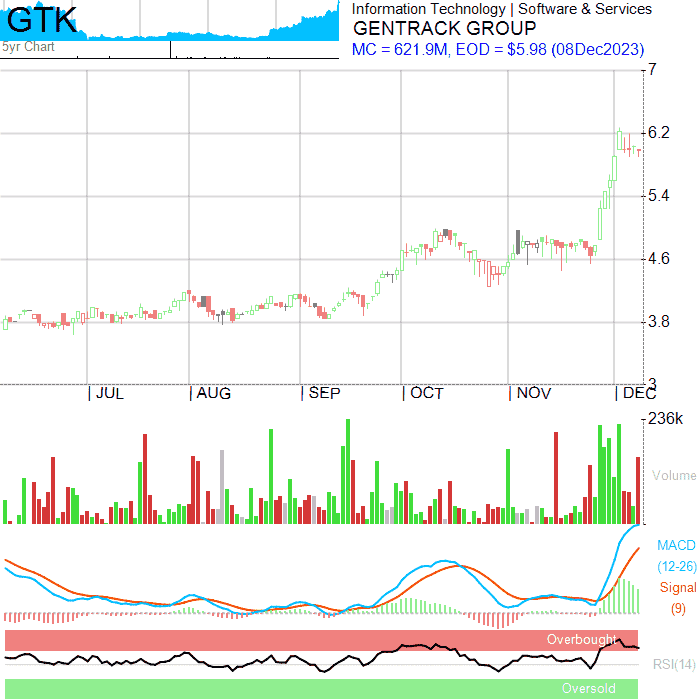 GTK
5yr Chart
Information Technology | Software & Services
GENTRACK GROUP
MC = 621.9M, EOD = $5.98 (08Dec2023)
7
6.2
5.4
4.6
3.8
3
JUL AUG SEP OCT NOV DEC
236k
Volume
MACD
(12-26)
Signal
(9)
Overbought
RSI(14)
Oversold